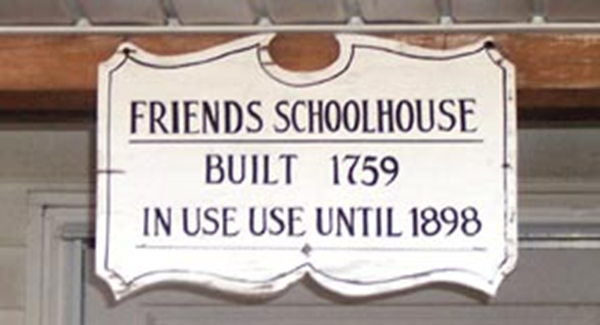 FRIENDS SCHOOLHOUSE
BUILT 1759
IN USE USE UNTIL 1898